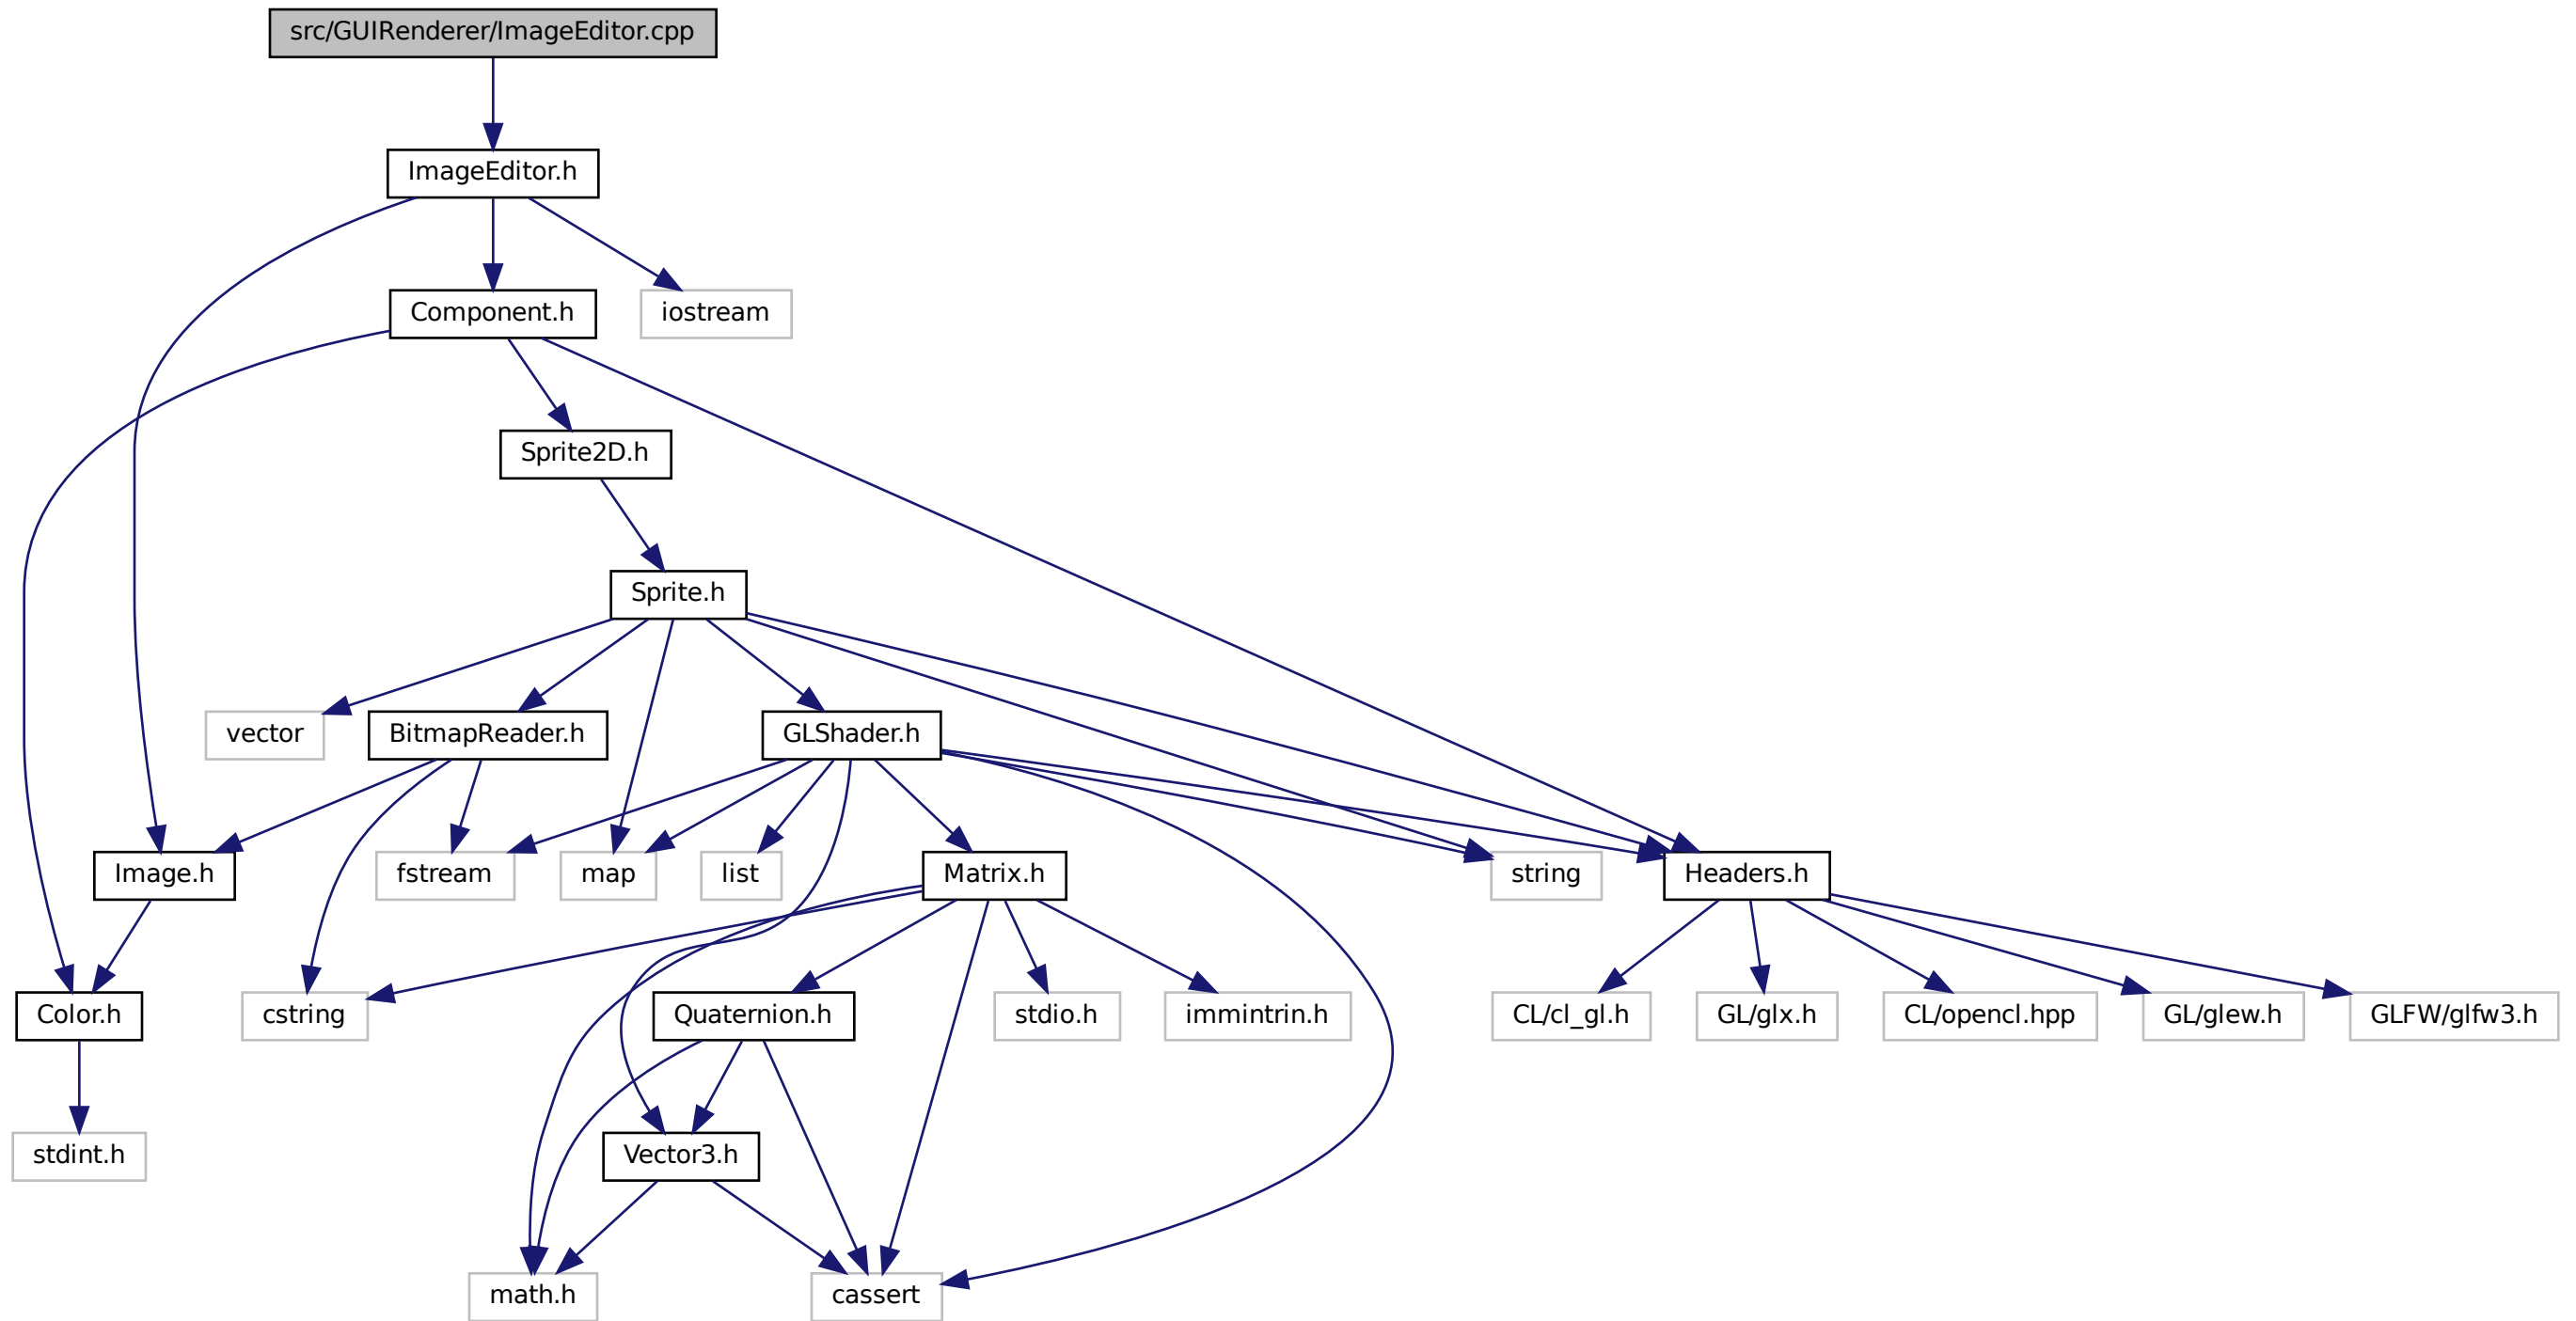 src/GUIRenderer/ImageEditor.cpp
ImageEditor.h
Component.h
iostream
Sprite2D.h
Sprite.h
vector
BitmapReader.h
GLShader.h
Image.h
fstream
map
list
Matrix.h
string
Headers.h
Color.h
cstring
Quaternion.h
stdio.h
immintrin.h
CL/cl_gl.h
GL/glx.h
CL/opencl.hpp
GL/glew.h
GLFW/glfw3.h
stdint.h
Vector3.h
math.h
cassert